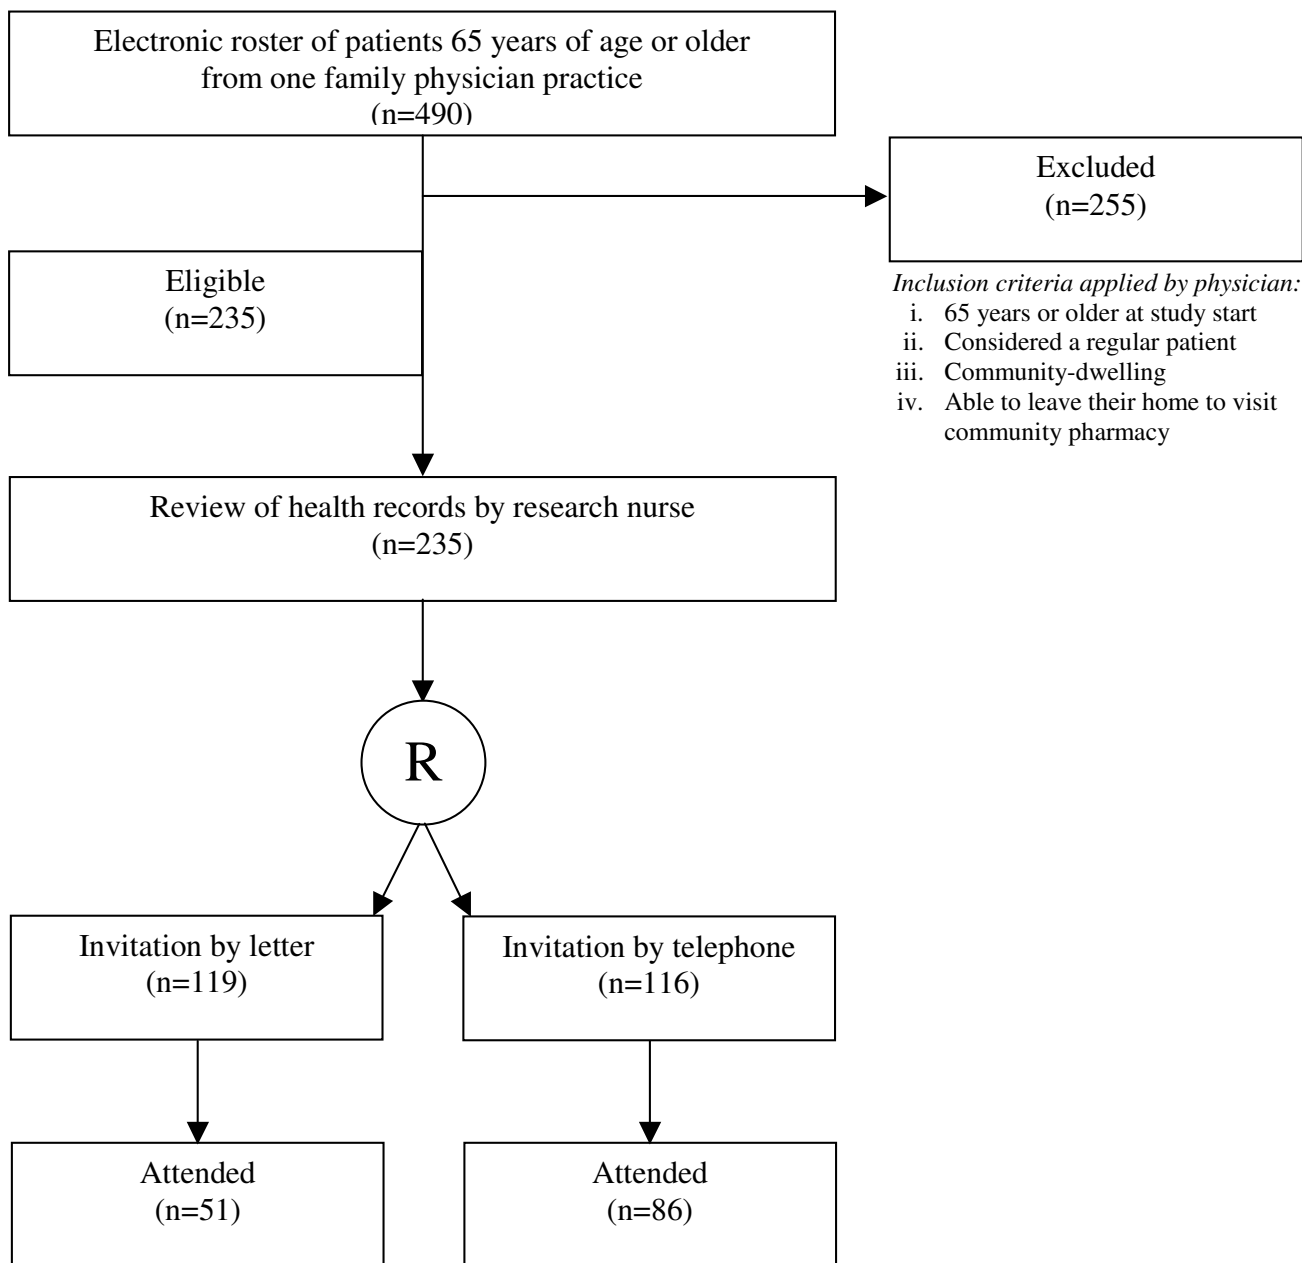 Electronic roster of patients 65 years of age or older
from one family physician practice
(n=490)
Excluded
(n=255)
Eligible
(n=235)
Inclusion criteria applied by physician:
i. 65 years or older at study start
ii. Considered a regular patient
iii. Community-dwelling
iv. Able to leave their home to visit
community pharmacy
Review of health records by research nurse
(n=235)
R
Invitation by letter
(n=119)
Invitation by telephone
(n=116)
Attended
(n=51)
Attended
(n=86)